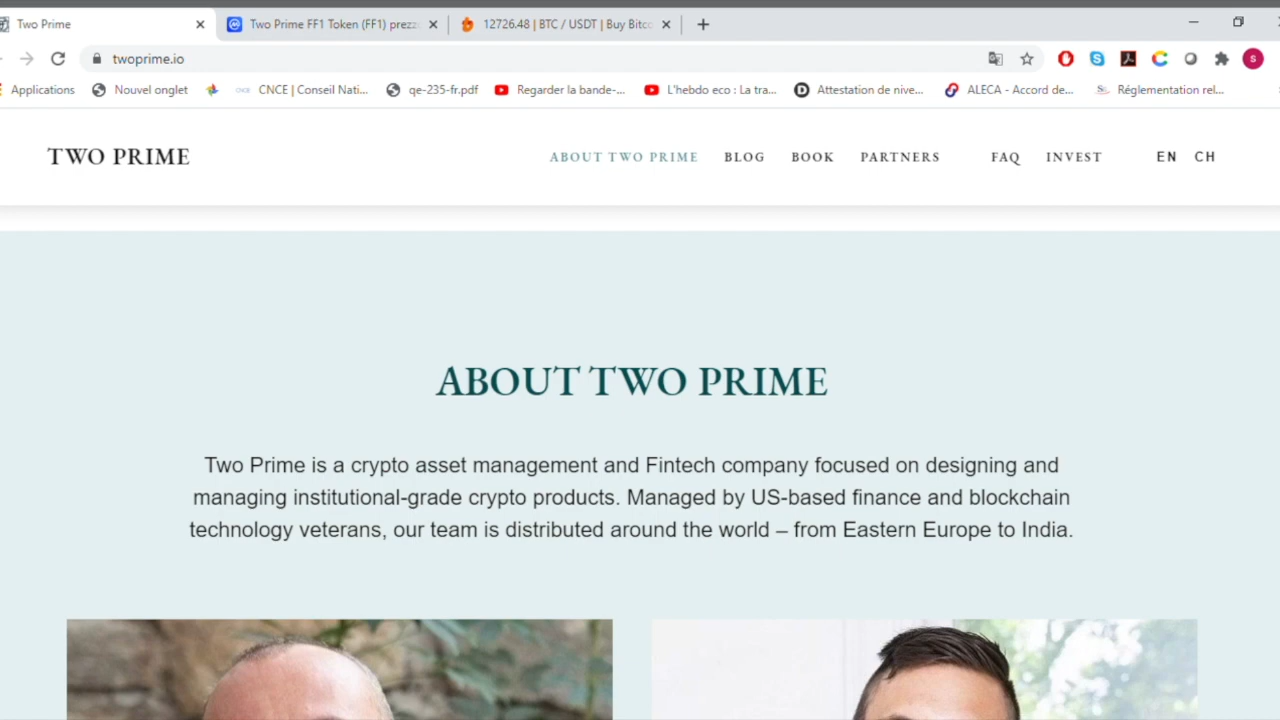 Two Prime
Two Prime FF1 Token (FF1) prezz
12726.48 | BTC / USDT | Buy Bitc
twoprime.io
Applications
Nouvel onglet
CNCE | Conseil Nati...
qe-235-fr.pdf
Regarder la bande-...
L'hebdo eco : La tra...
Attestation de nive...
ALECA - Accord de...
Réglementation rel...
TWO PRIME
ABOUT TWO PRIME
BLOG
BOOK
PARTNERS
FAQ
INVEST
EN
CH
ABOUT TWO PRIME
Two Prime is a crypto asset management and Fintech company focused on designing and
managing institutional-grade crypto products. Managed by US-based finance and blockchain
technology veterans, our team is distributed around the world – from Eastern Europe to India.